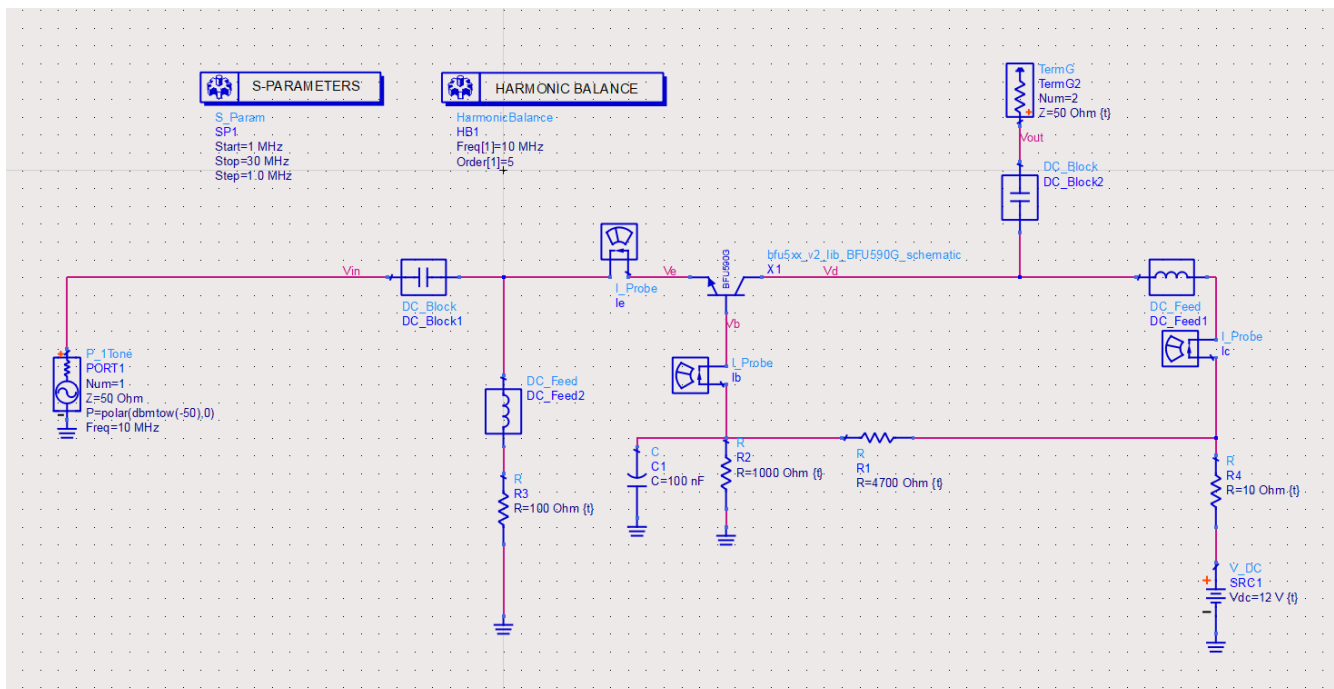 S-PARAMETERS
S_Param
SP1
Start=1 MHz
Stop=30 MHz
Step=1.0 MHz
HARMONIC BALANCE
HarmonicBalance
HB1
Freq[1]=10 MHz
Order[1]=5
TermG
TermG2
Num=2
Z=50 Ohm {t}
Vout
DC_Block
DC_Block2
bfu5xx_v2_lib_BFU590G_schematic
X1
BFU590G
Vin
DC_Block
DC_Block1
I_Probe
Ie
Ve
Vd
Vb
DC_Feed
DC_Feed1
I_Probe
Ic
P_1Tone
PORT1
Num=1
Z=50 Ohm
P=polar(dbmtow(-50),0)
Freq=10 MHz
DC_Feed
DC_Feed2
I_Probe
Ib
R
R3
R=100 Ohm {t}
C
C1
C=100 nF
R
R2
R=1000 Ohm {t}
R
R1
R=4700 Ohm {t}
R
R4
R=10 Ohm {t}
V_DC
SRC1
Vdc=12 V {t}